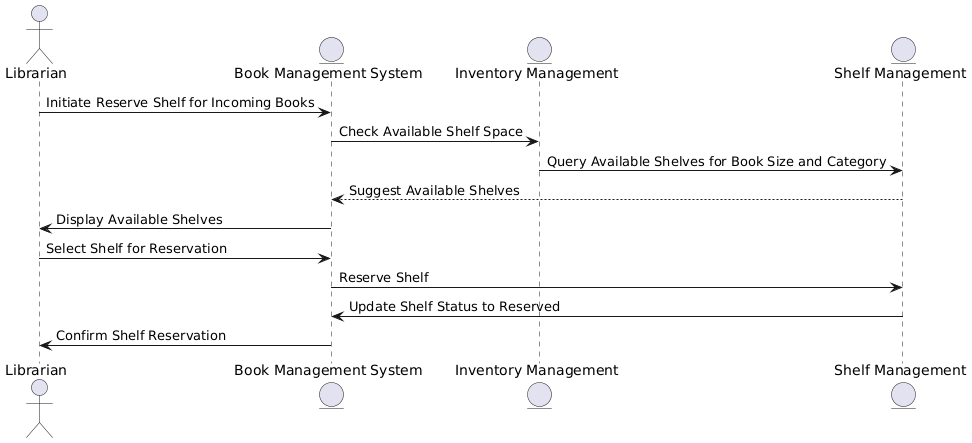 Librarian
Book Management System
Inventory Management
Shelf Management
Initiate Reserve Shelf for Incoming Books
Check Available Shelf Space
Query Available Shelves for Book Size and Category
Suggest Available Shelves
Display Available Shelves
Select Shelf for Reservation
Reserve Shelf
Update Shelf Status to Reserved
Confirm Shelf Reservation
Librarian
Book Management System
Inventory Management
Shelf Management